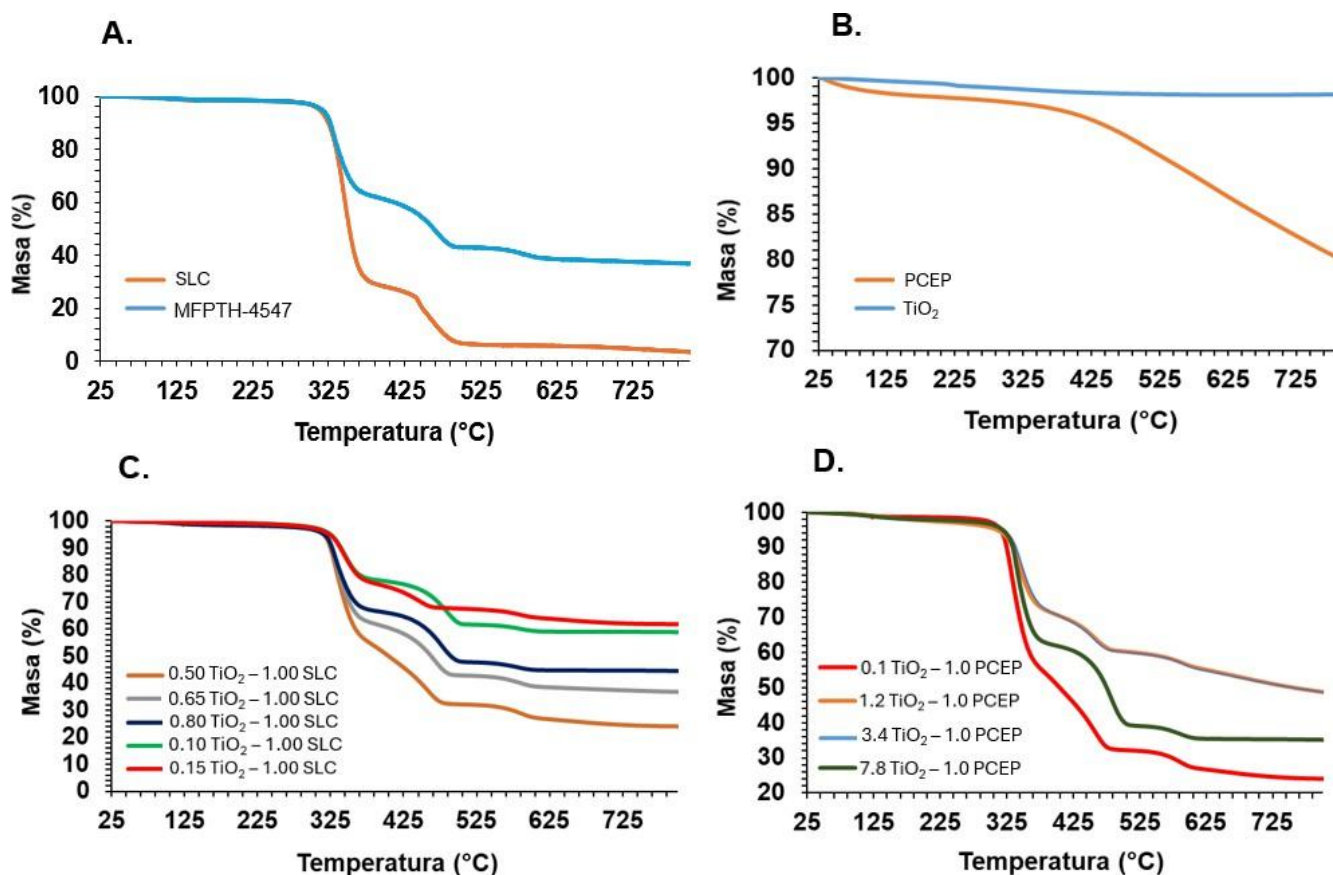 A.
100
80
60
40
20
0
Masa (%)
SLC
MFPTH-4547
25 125 225 325 425 525 625 725
Temperatura (°C)
B.
100
95
90
85
80
75
70
Masa (%)
PCEP
TiO₂
25 125 225 325 425 525 625 725
Temperatura (°C)
C.
100
90
80
70
60
50
40
30
20
10
0
Masa (%)
0.50 TiO₂ – 1.00 SLC
0.65 TiO₂ – 1.00 SLC
0.80 TiO₂ – 1.00 SLC
0.10 TiO₂ – 1.00 SLC
0.15 TiO₂ – 1.00 SLC
25 125 225 325 425 525 625 725
Temperatura (°C)
D.
100
90
80
70
60
50
40
30
20
Masa (%)
0.1 TiO₂ – 1.0 PCEP
1.2 TiO₂ – 1.0 PCEP
3.4 TiO₂ – 1.0 PCEP
7.8 TiO₂ – 1.0 PCEP
25 125 225 325 425 525 625 725
Temperatura (°C)